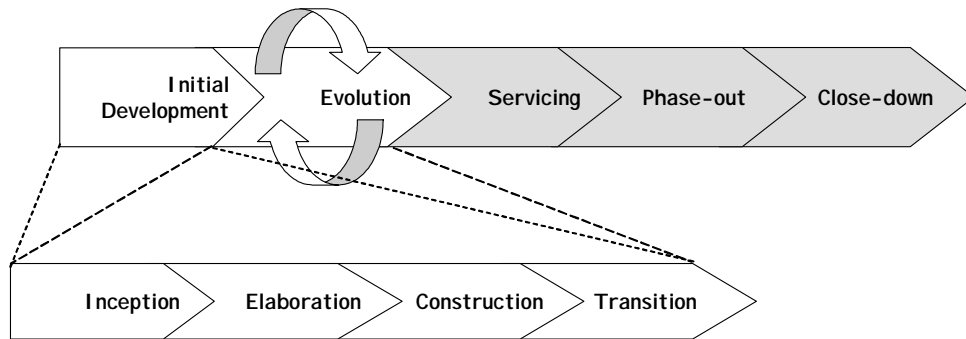 Initial
Development
Evolution
Servicing
Phase-out
Close-down
Inception
Elaboration
Construction
Transition